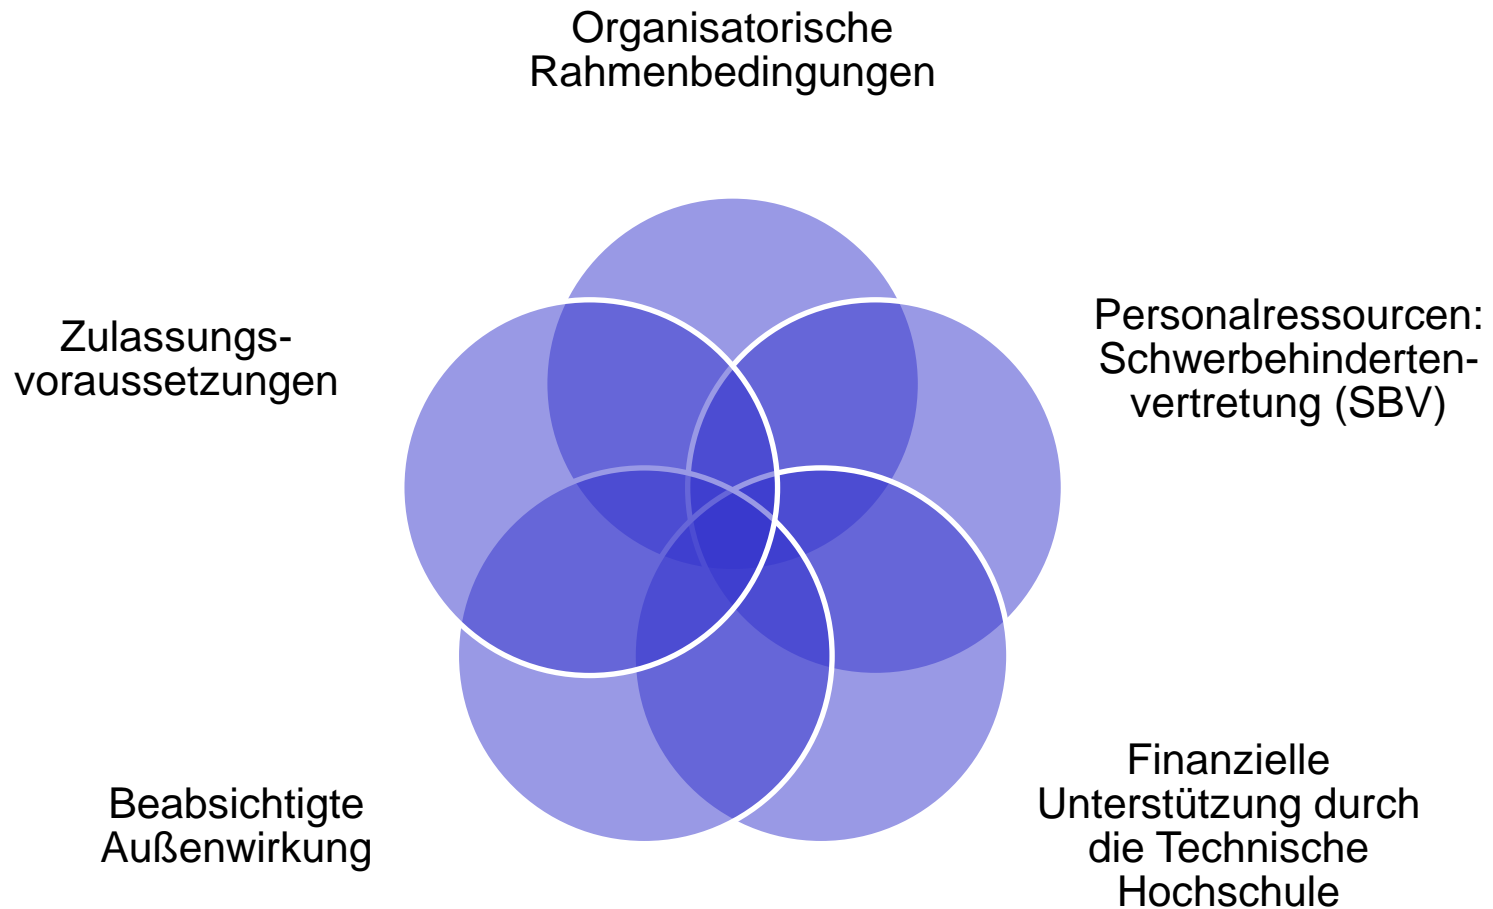 Organisatorische
Rahmenbedingungen
Personalressourcen:
Schwerbehinderten-
vertretung (SBV)
Finanzielle
Unterstützung durch
die Technische
Hochschule
Beabsichtigte
Außenwirkung
Zulassungs-
voraussetzungen